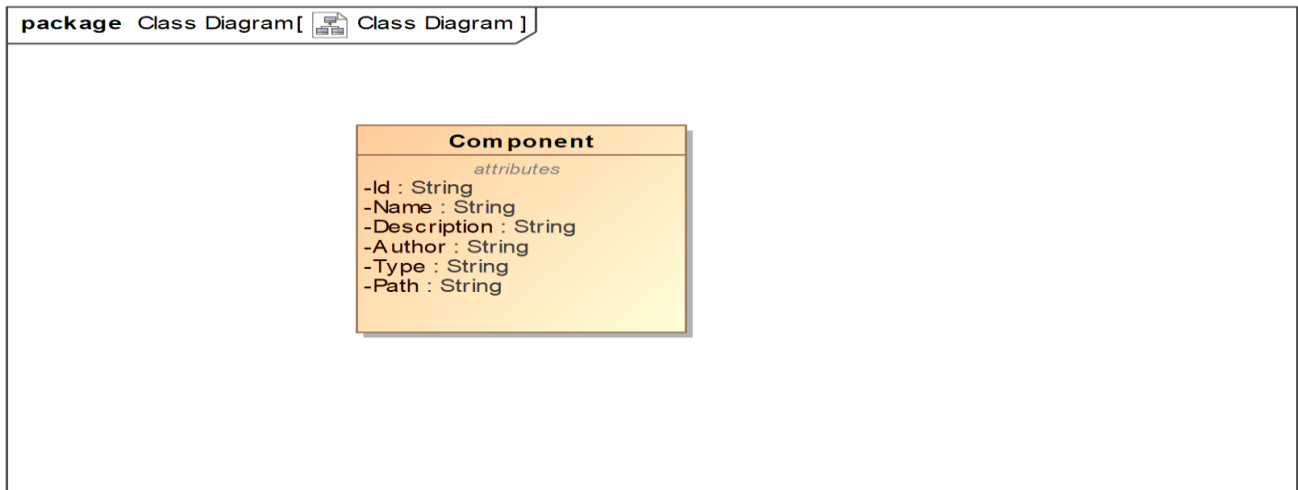 package Class Diagram[ Class Diagram ]
Component
attributes
-Id : String
-Name : String
-Description : String
-Author : String
-Type : String
-Path : String